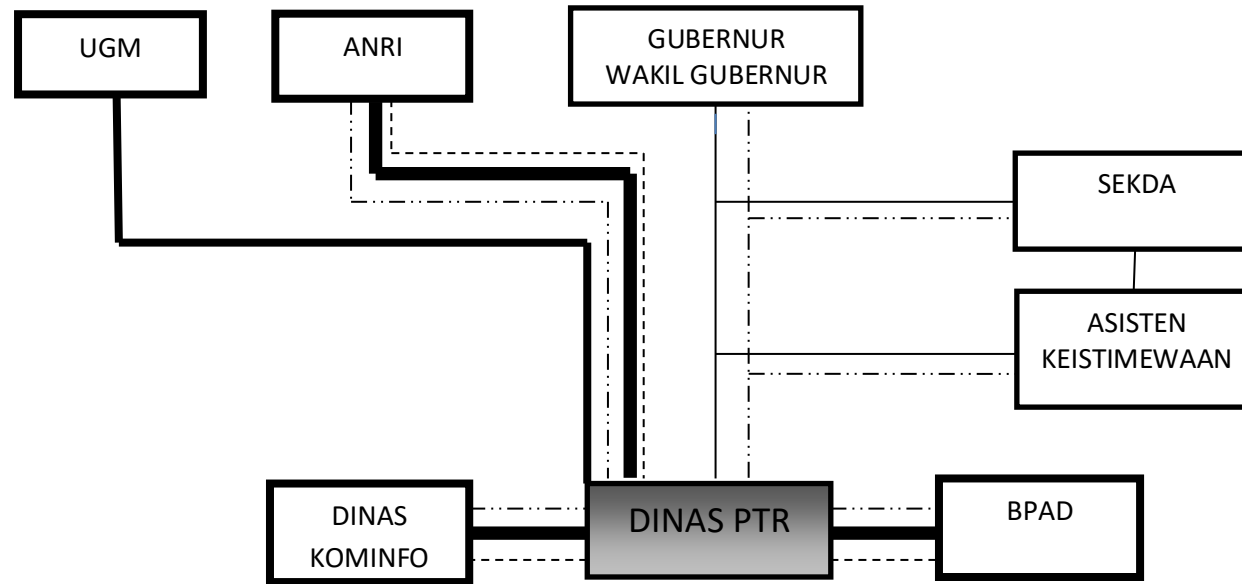 UGM
ANRI
GUBERNUR
WAKIL GUBERNUR
SEKDA
ASISTEN
KEISTIMEWAAN
DINAS
KOMINFO
DINAS PTR
BPAD